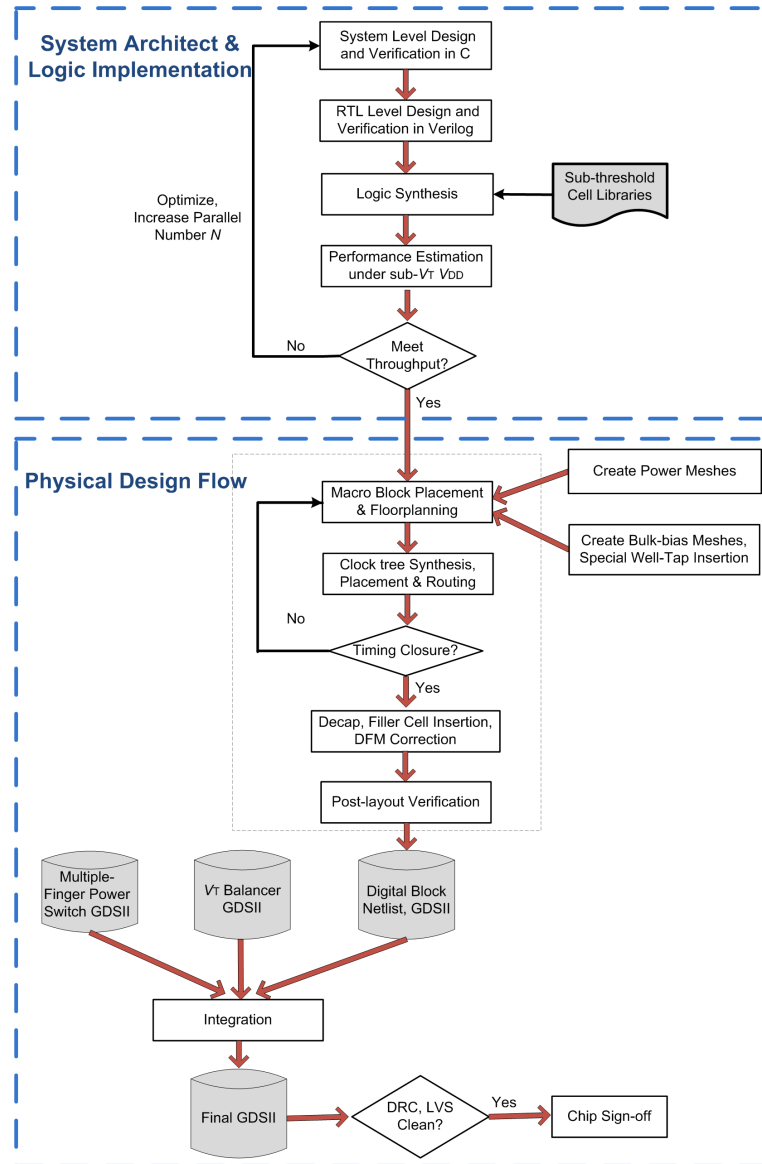 System Architect &
Logic Implementation
System Level Design
and Verification in C
RTL Level Design and
Verification in Verilog
Logic Synthesis
Sub-threshold
Cell Libraries
Optimize,
Increase Parallel
Number N
Performance Estimation
under sub-VT VDD
No
Meet
Throughput?
Yes
Physical Design Flow
Macro Block Placement
& Floorplanning
Create Power Meshes
Create Bulk-bias Meshes,
Special Well-Tap Insertion
Clock tree Synthesis,
Placement & Routing
No
Timing Closure?
Yes
Decap, Filler Cell Insertion,
DFM Correction
Post-layout Verification
Multiple-
Finger Power
Switch GDSII
VT Balancer
GDSII
Digital Block
Netlist, GDSII
Integration
Final GDSII
DRC, LVS
Clean?
Yes
Chip Sign-off